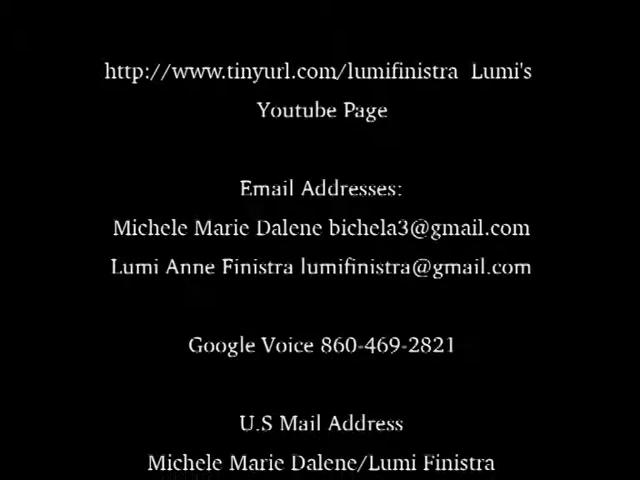 http://www.tinyurl.com/lumifinistra  Lumi's
Youtube Page
Email Addresses:
Michele Marie Dalene bichela3@gmail.com
Lumi Anne Finistra lumifinistra@gmail.com
Google Voice 860-469-2821
U.S Mail Address
Michele Marie Dalene/Lumi Finistra